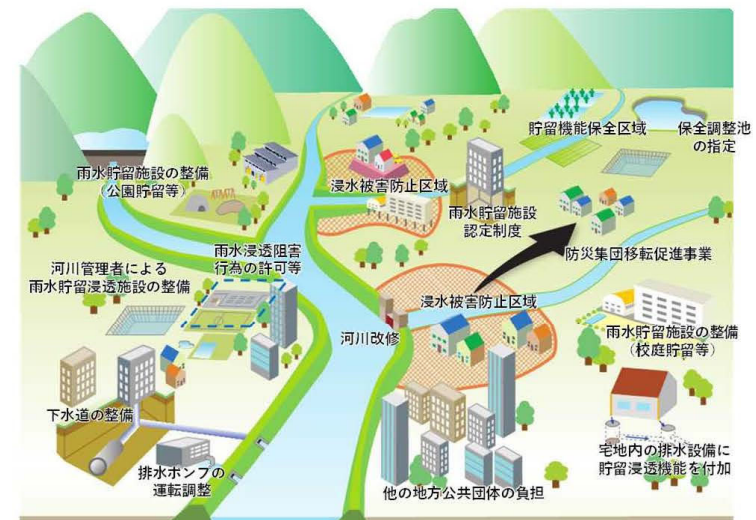 貯留機能保全区域
保全調整池
の指定
雨水貯留施設の整備
(公園貯留等)
浸水被害防止区域
雨水貯留施設
認定制度
雨水浸透阻害
行為の許可等
防災集団移転促進事業
河川管理者による
雨水貯留浸透施設の整備
浸水被害防止区域
河川改修
雨水貯留施設の整備
(校庭貯留等)
下水道の整備
宅地内の排水設備に
貯留浸透機能を付加
排水ポンプの
運転調整
他の地方公共団体の負担